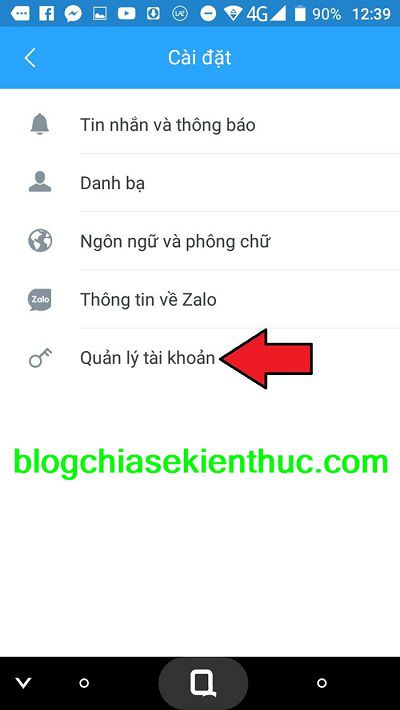 4G 90% 12:39
Cài đặt
Tin nhắn và thông báo
Danh bạ
Ngôn ngữ và phông chữ
Zalo Thông tin về Zalo
Quản lý tài khoản
blogchiasekienthuc.com